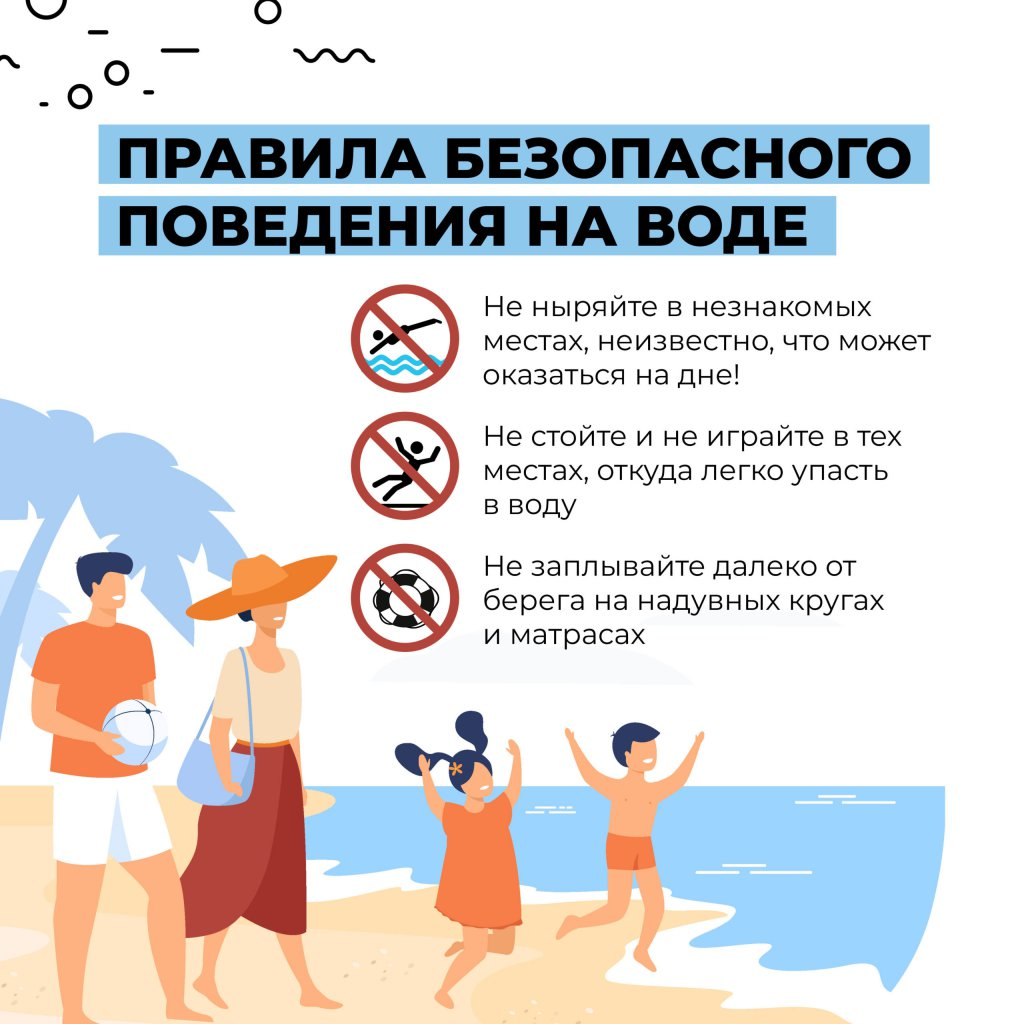 ПРАВИЛА БЕЗОПАСНОГО
ПОВЕДЕНИЯ НА ВОДЕ
Не ныряйте в незнакомых
местах, неизвестно, что может
оказаться на дне!
Не стойте и не играйте в тех
местах, откуда легко упасть
в воду
Не заплывайте далеко от
берега на надувных кругах
и матрасах